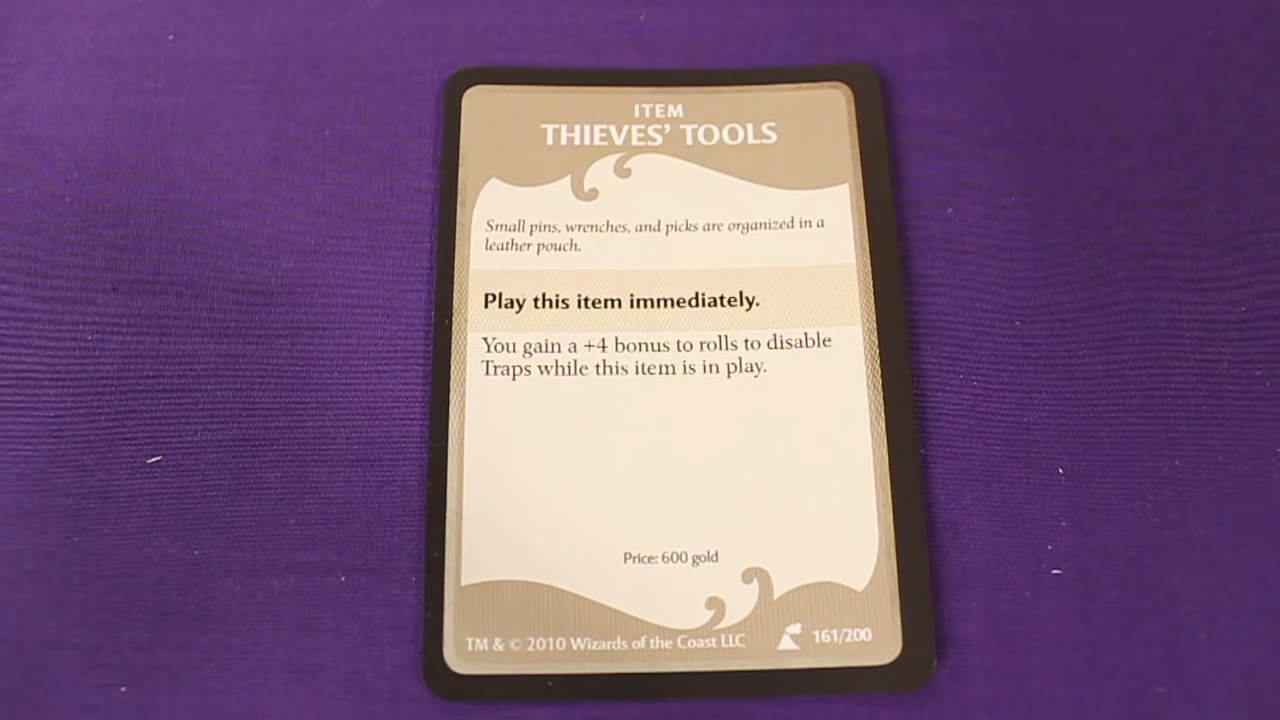 ITEM
THIEVES' TOOLS
Small pins, wrenches, and picks are organized in a
leather pouch.
Play this item immediately.
You gain a +4 bonus to rolls to disable
Traps while this item is in play.
Price: 600 gold
TM & © 2010 Wizards of the Coast LLC 161/200